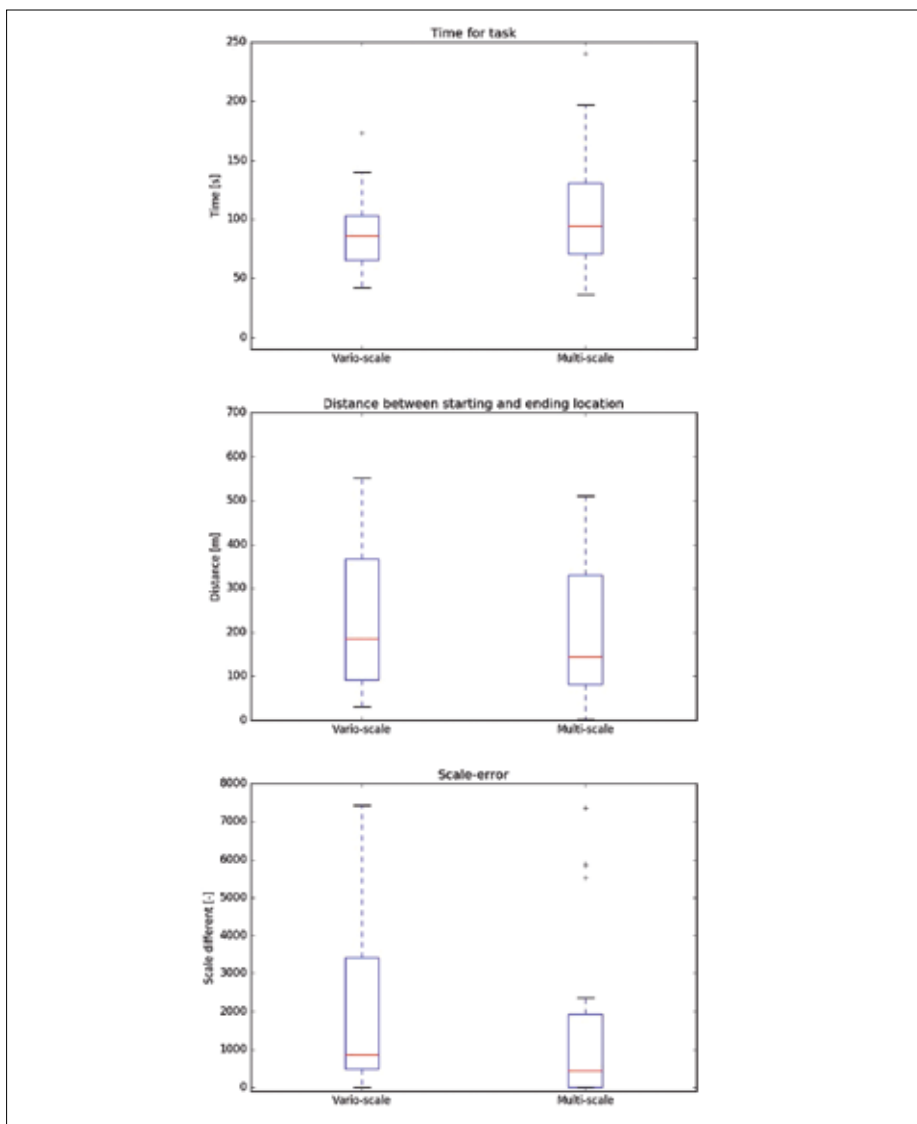 Time for task
250
200
150
100
50
0
Time [s]
Vario-scale Multi-scale
Distance between starting and ending location
700
600
500
400
300
200
100
0
Distance [m]
Vario-scale Multi-scale
Scale-error
8000
7000
6000
5000
4000
3000
2000
1000
0
Scale different [-]
Vario-scale Multi-scale